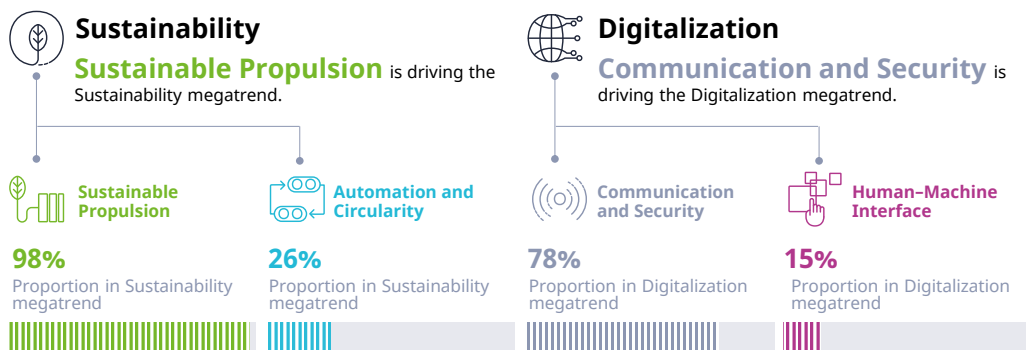 Sustainability
Sustainable Propulsion is driving the
Sustainability megatrend.
Sustainable
Propulsion
98%
Proportion in Sustainability
megatrend
Automation and
Circularity
26%
Proportion in Sustainability
megatrend
Digitalization
Communication and Security is
driving the Digitalization megatrend.
Communication
and Security
78%
Proportion in Digitalization
megatrend
Human–Machine
Interface
15%
Proportion in Digitalization
megatrend